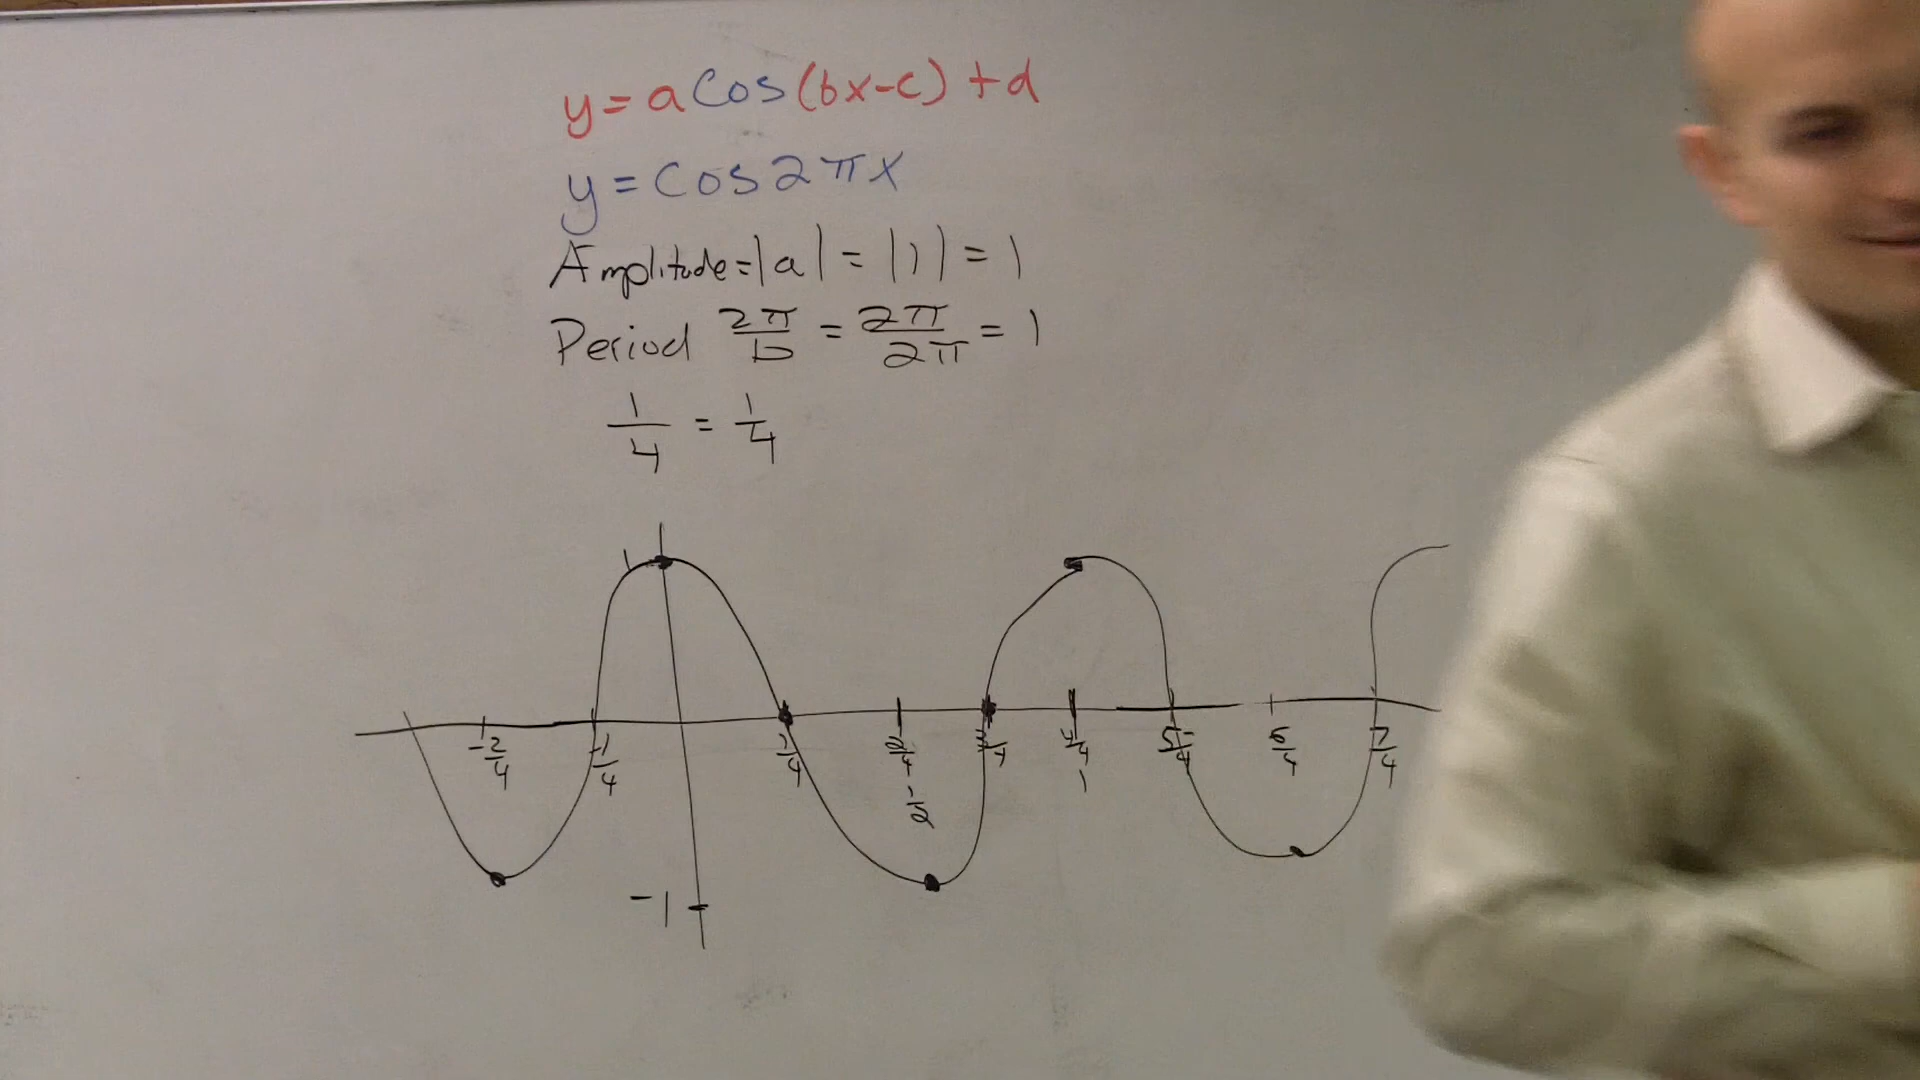 y = a cos (bx-c) + d
y = cos 2πx
Amplitude = |a| = |1| = 1
Period 2π/b = 2π/2π = 1
1/4 = 1/4
1
-2/4 -1/4 1/4 2/4 3/4 4/4 5/4 6/4 7/4
1/2 1
-1